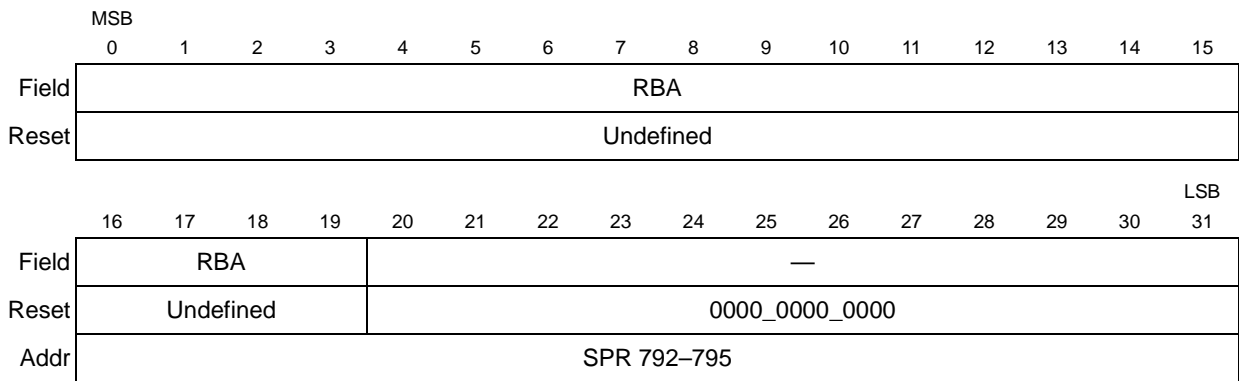 MSB
0 1 2 3 4 5 6 7 8 9 10 11 12 13 14 15
Field RBA
Reset Undefined
LSB
16 17 18 19 20 21 22 23 24 25 26 27 28 29 30 31
Field RBA —
Reset Undefined 0000_0000_0000
Addr SPR 792–795